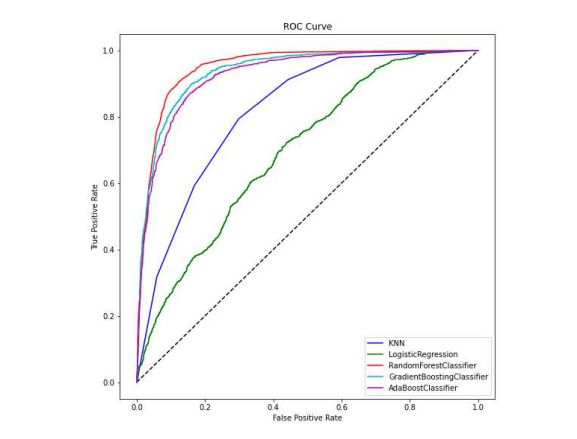 ROC Curve
1.0
0.8
0.6
0.4
0.2
0.0
True Positive Rate
KNN
LogisticRegression
RandomForestClassifier
GradientBoostingClassifier
AdaBoostClassifier
0.0 0.2 0.4 0.6 0.8 1.0
False Positive Rate